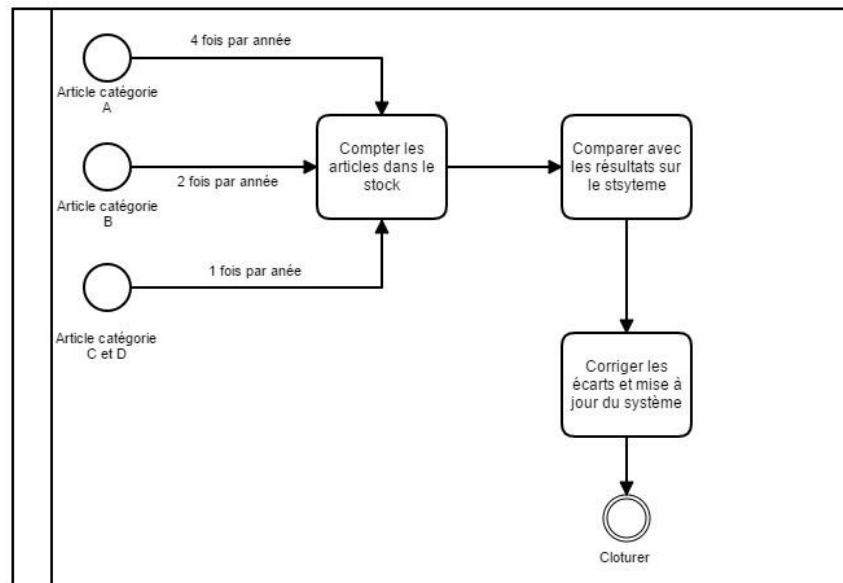 4 fois par année
Article catégorie
A
Compter les
articles dans le
stock
Comparer avec
les résultats sur
le stsyteme
2 fois par année
Article catégorie
B
1 fois par anée
Article catégorie
C et D
Corriger les
écarts et mise à
jour du système
Cloturer